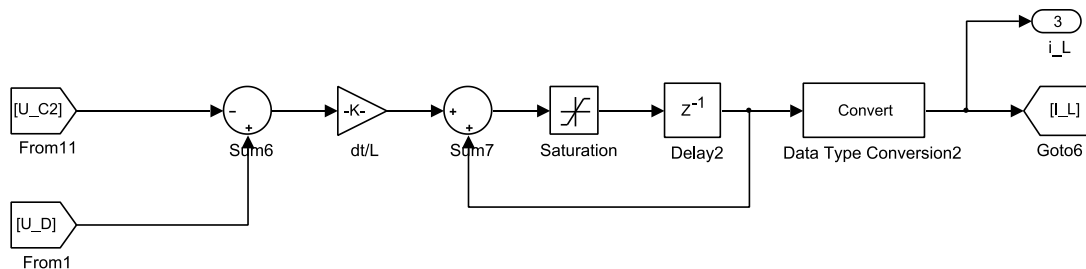 3
i_L
[U_C2]
From11
−
+
Sum6
-K-
dt/L
+
+
Sum7
Saturation
Z-1
Delay2
Convert
Data Type Conversion2
[I_L]
Goto6
[U_D]
From1